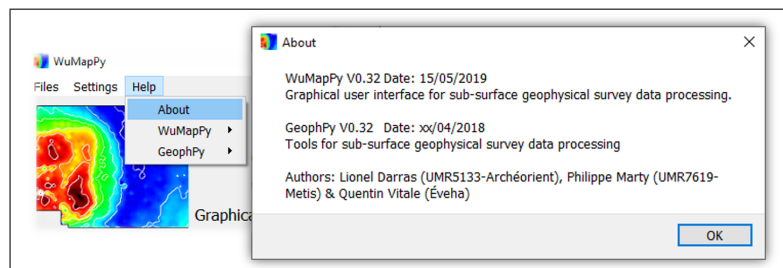 WuMapPy
Files Settings Help
About
WuMapPy
GeophPy
Graphica
About
WuMapPy V0.32 Date: 15/05/2019
Graphical user interface for sub-surface geophysical survey data processing.
GeophPy V0.32 Date: xx/04/2018
Tools for sub-surface geophysical survey data processing
Authors: Lionel Darras (UMR5133-Archéorient), Philippe Marty (UMR7619-
Metis) & Quentin Vitale (Éveha)
OK